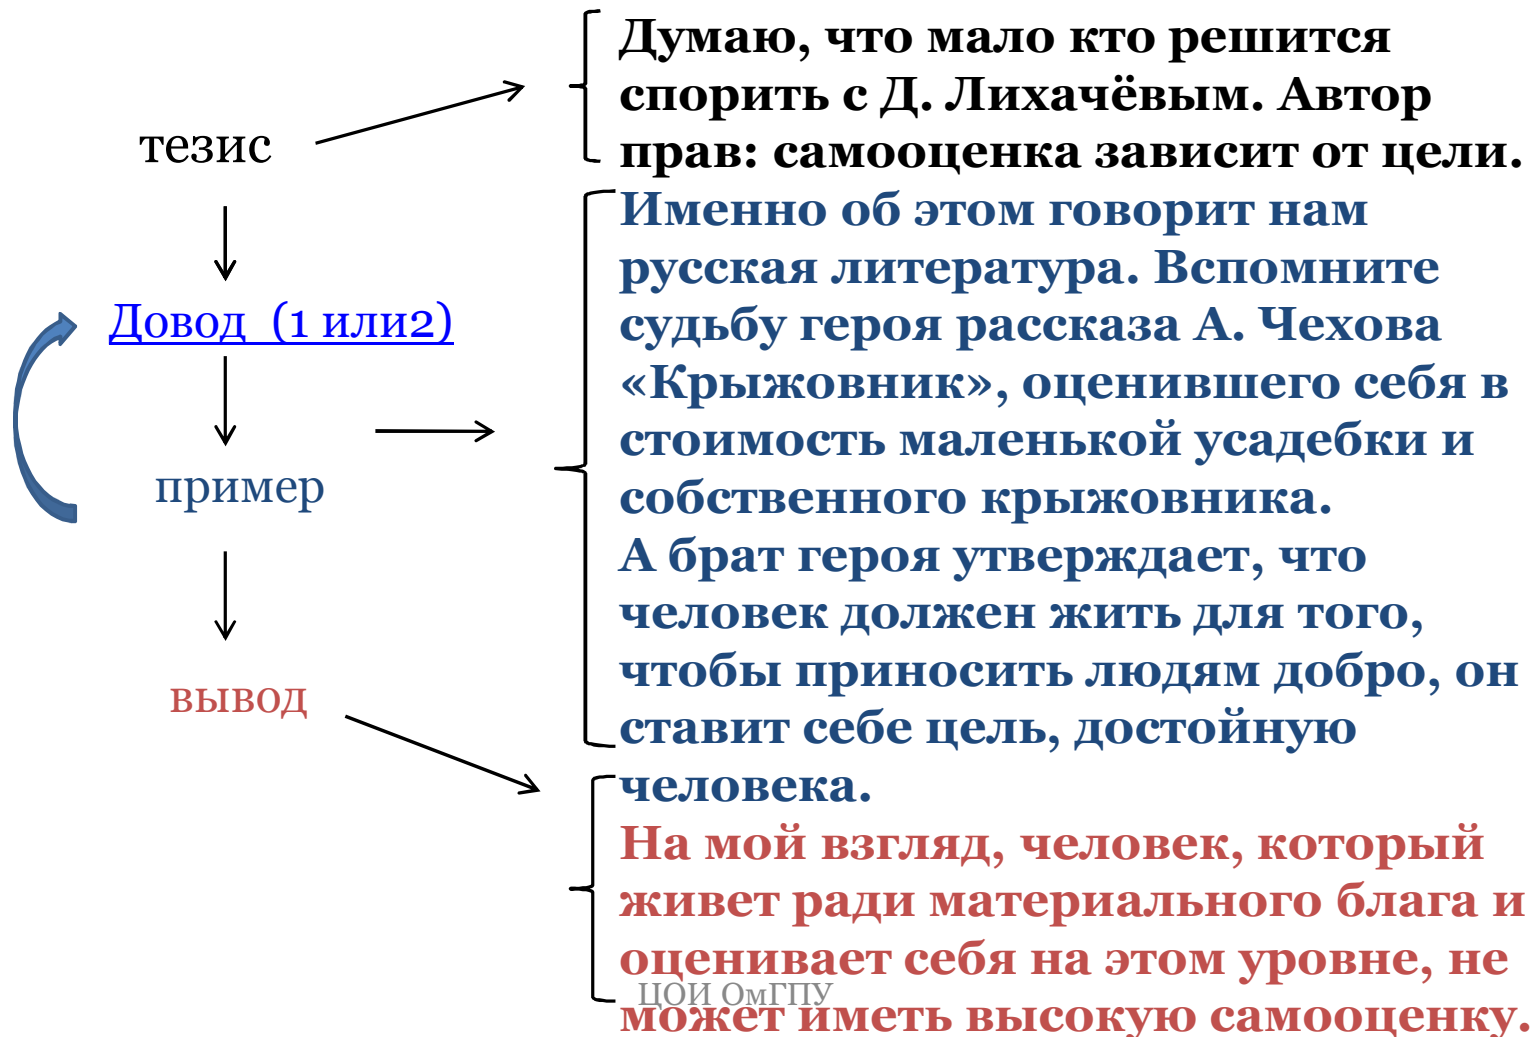 тезис
Довод (1 или2)
пример
вывод
Думаю, что мало кто решится
спорить с Д. Лихачёвым. Автор
прав: самооценка зависит от цели.
Именно об этом говорит нам
русская литература. Вспомните
судьбу героя рассказа А. Чехова
«Крыжовник», оценившего себя в
стоимость маленькой усадебки и
собственного крыжовника.
А брат героя утверждает, что
человек должен жить для того,
чтобы приносить людям добро, он
ставит себе цель, достойную
человека.
На мой взгляд, человек, который
живет ради материального блага и
оценивает себя на этом уровне, не
может иметь высокую самооценку.
ЦОИ ОмГПУ